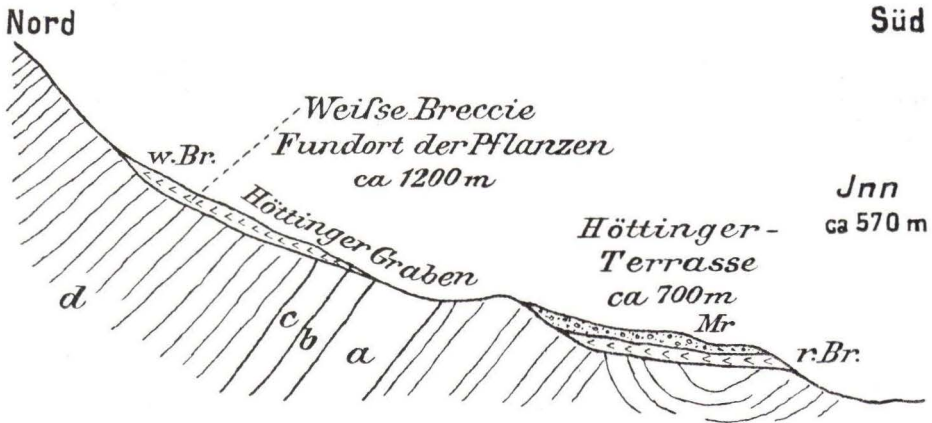 Nord
Süd
Weiſse Breccie
Fundort der Pflanzen
ca 1200 m
w. Br.
Höttinger Graben
Jnn
ca 570 m
Höttinger-
Terrasse
ca 700 m
Mr
r. Br.
d
c
b
a